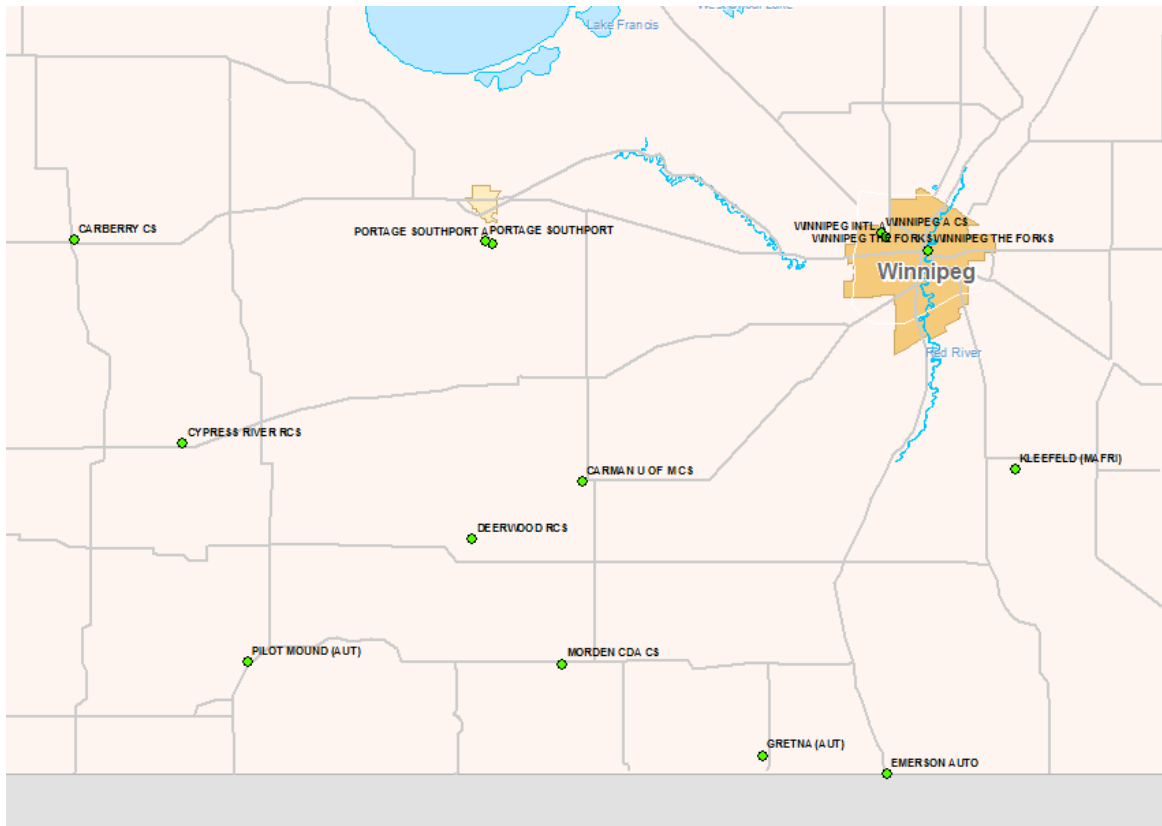 Lake Francis
CARBERRY CS
PORTAGE SOUTHPORT A
PORTAGE SOUTHPORT
WINNIPEG INTL A
WINNIPEG A CS
WINNIPEG THE FORKS
WINNIPEG THE FORKS
Winnipeg
Red River
CYPRESS RIVER RCS
CARMAN U OF M CS
KLEEFELD (MAFRI)
DEERWOOD RCS
PILOT MOUND (AUT)
MORDEN CDA CS
GRETNA (AUT)
EMERSON AUTO